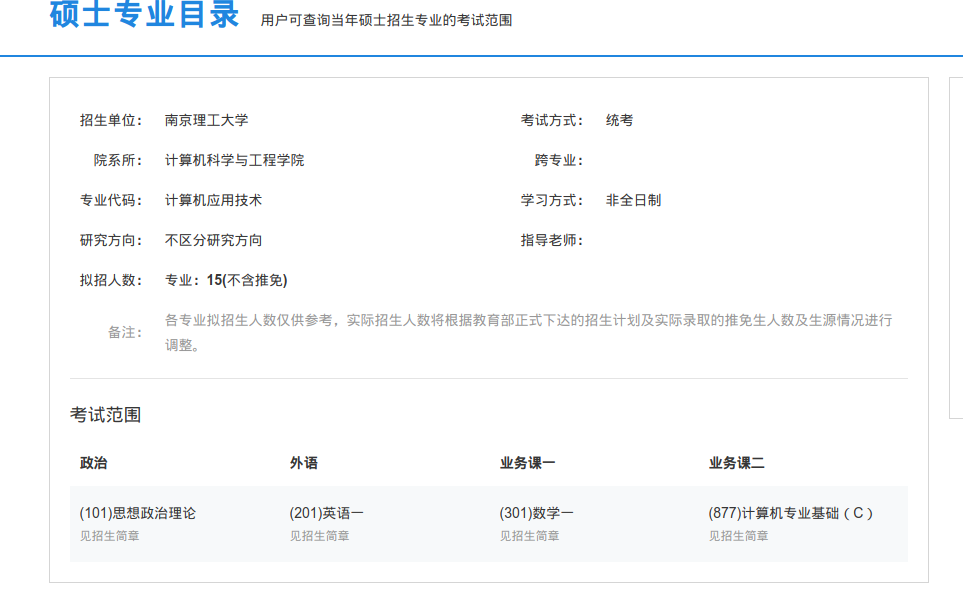 硕士专业目录 用户可查询当年硕士招生专业的考试范围
招生单位： 南京理工大学 考试方式： 统考
院系所： 计算机科学与工程学院 跨专业：
专业代码： 计算机应用技术 学习方式： 非全日制
研究方向： 不区分研究方向 指导老师：
拟招人数： 专业：15(不含推免)
备注： 各专业拟招生人数仅供参考，实际招生人数将根据教育部正式下达的招生计划及实际录取的推免生人数及生源情况进行
调整。
考试范围
政治 外语 业务课一 业务课二
(101)思想政治理论 (201)英语一 (301)数学一 (877)计算机专业基础（C）
见招生简章 见招生简章 见招生简章 见招生简章